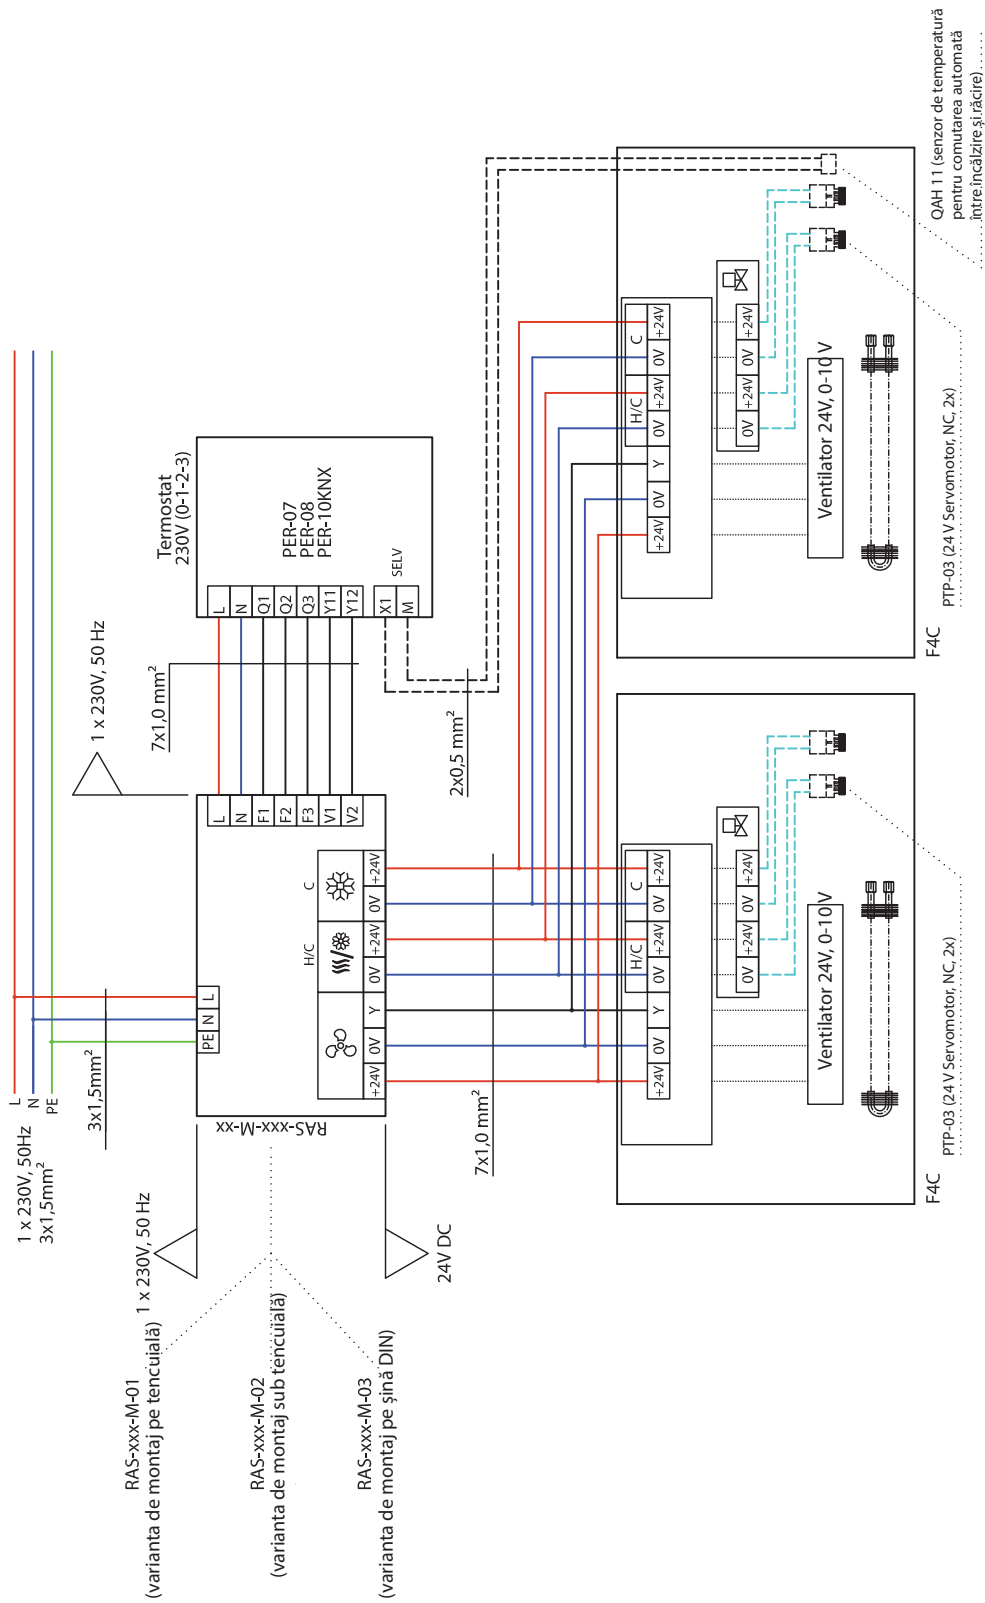 L
N
PE
1 x 230V, 50Hz
3x1,5mm²
3x1,5mm²
1 x 230V, 50 Hz
RAS-xxx-M-01
(varianta de montaj pe tencuială)
RAS-xxx-M-02
(varianta de montaj sub tencuială)
RAS-xxx-M-03
(varianta de montaj pe șină DIN)
24V DC
RAS-xxx-M-xx
PE
N
L
L
N
F1
F2
F3
V1
V2
H/C
C
+24V
0V
Y
0V
+24V
0V
+24V
1 x 230V, 50 Hz
7x1,0 mm²
Termostat
230V (0-1-2-3)
PER-07
PER-08
PER-10KNX
SELV
L
N
Q1
Q2
Q3
Y11
Y12
X1
M
2x0,5 mm²
7x1,0 mm²
H/C
C
+24V
0V
Y
0V
+24V
0V
+24V
0V
+24V
0V
+24V
Ventilator 24V, 0-10 V
F4C
PTP-03 (24 V Servomotor, NC, 2x)
H/C
C
+24V
0V
Y
0V
+24V
0V
+24V
0V
+24V
0V
+24V
Ventilator 24V, 0-10 V
F4C
PTP-03 (24 V Servomotor, NC, 2x)
QAH 11 (senzor de temperatură
pentru comutarea automată
între încălzire și răcire)